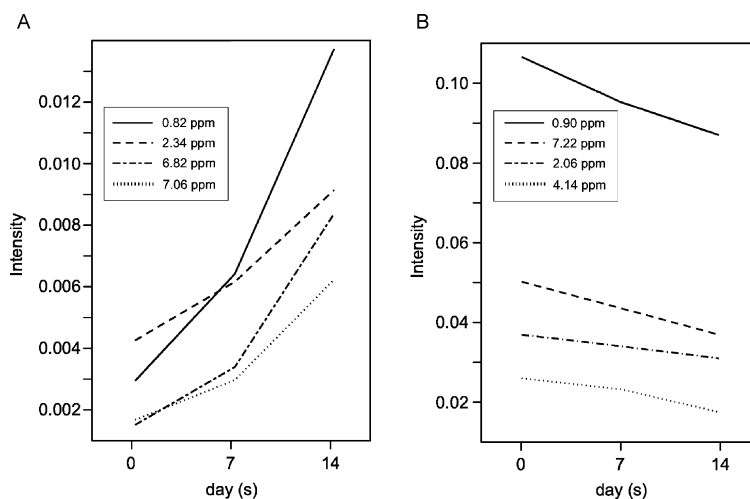 A
Intensity
0.012
0.010
0.008
0.006
0.004
0.002
0.82 ppm
2.34 ppm
6.82 ppm
7.06 ppm
0 7 14
day (s)
B
Intensity
0.10
0.08
0.06
0.04
0.02
0.90 ppm
7.22 ppm
2.06 ppm
4.14 ppm
0 7 14
day (s)